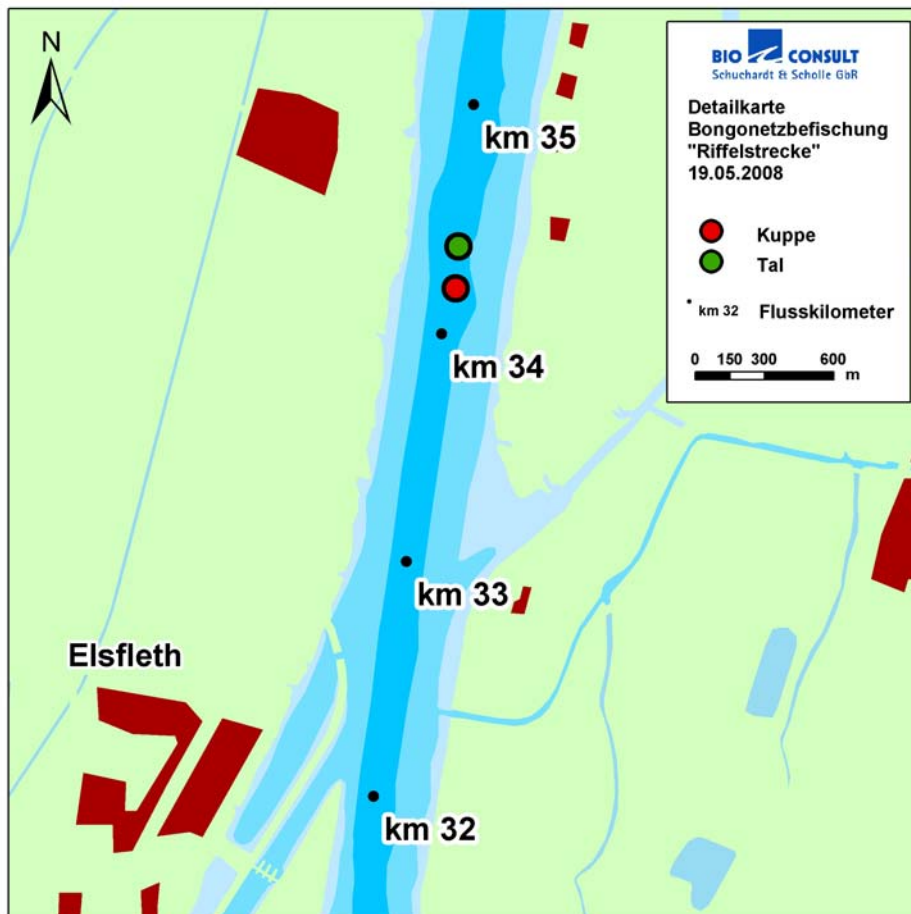 N
BIO CONSULT
Schuchardt & Scholle GbR
Detailkarte
Bongonetzbefischung
"Riffelstrecke"
19.05.2008
Kuppe
Tal
km 32 Flusskilometer
0 150 300 600
m
km 35
km 34
km 33
Elsfleth
km 32